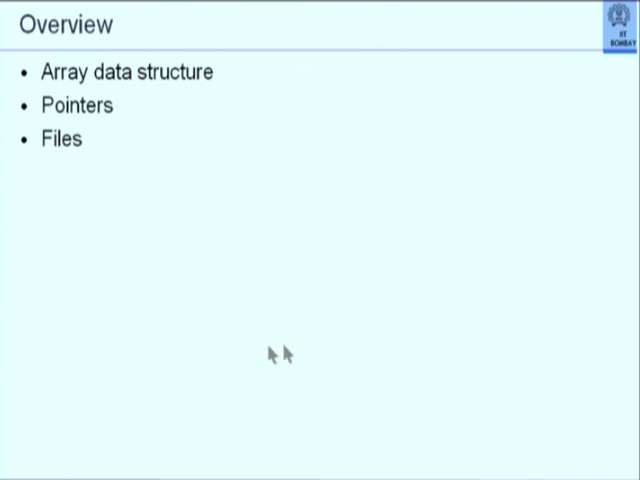 Overview
IIT
BOMBAY
• Array data structure
• Pointers
• Files